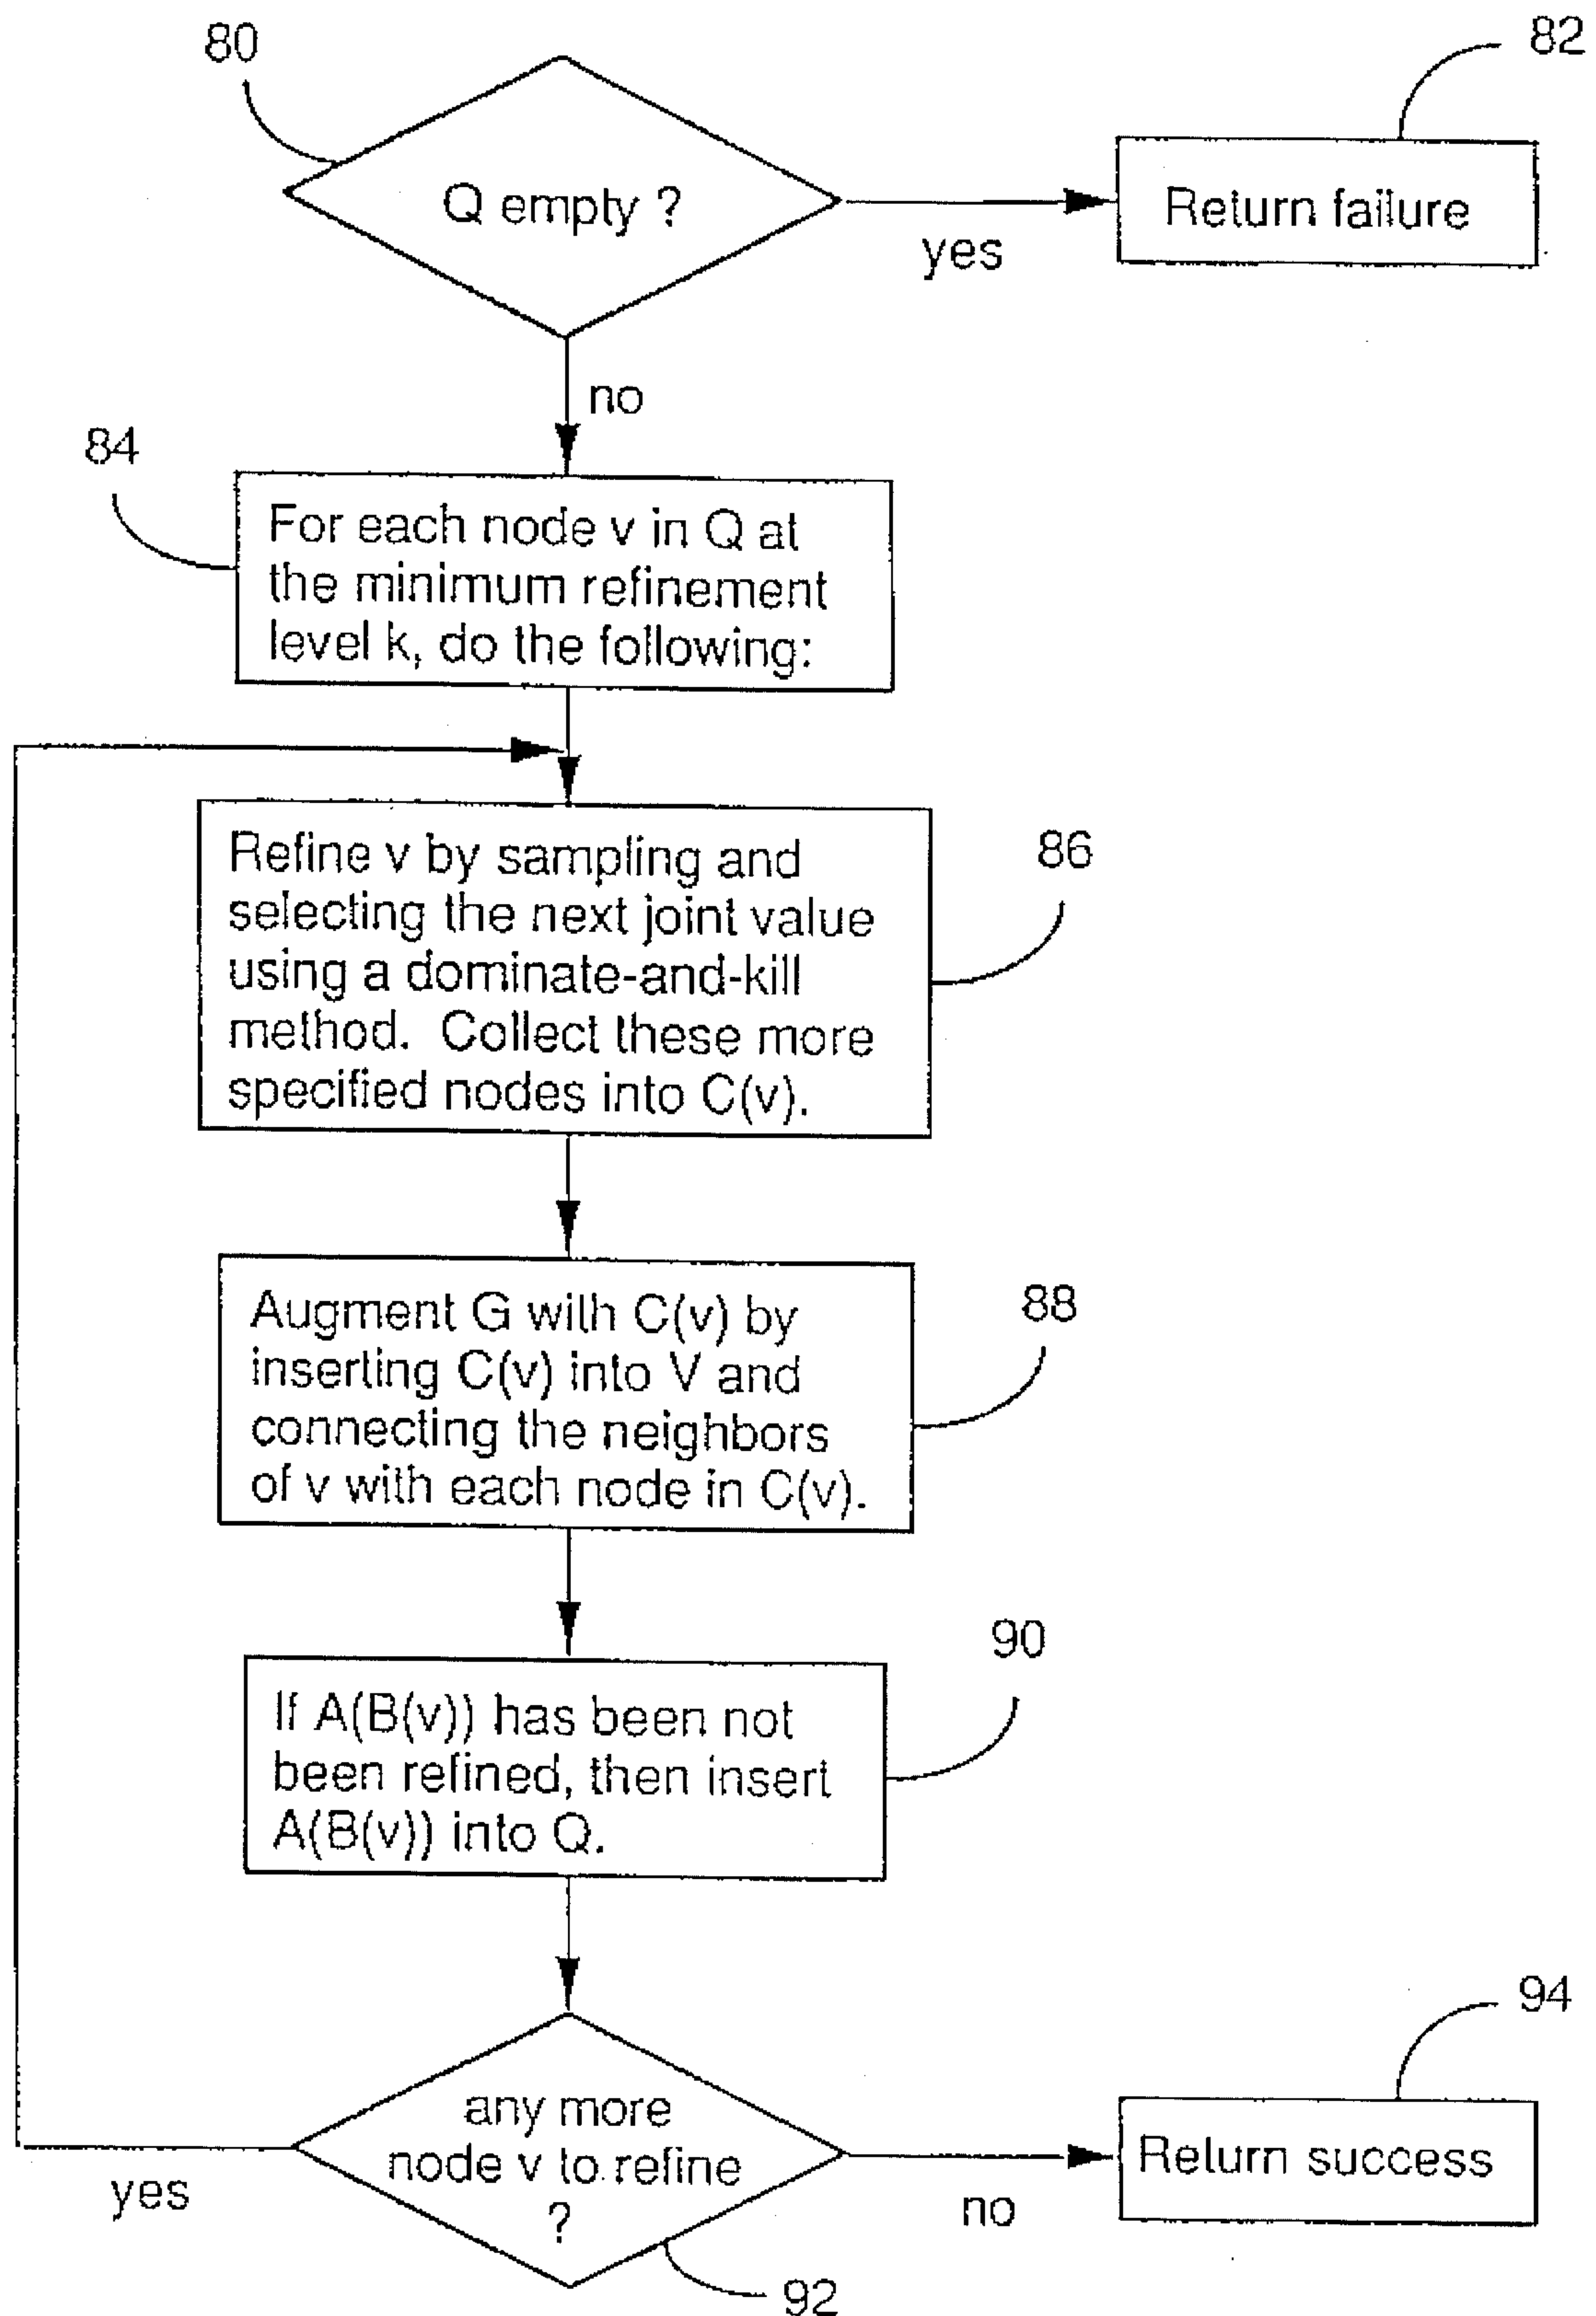 80
82
Q empty ?
Return failure
yes
no
84
For each node v in Q at
the minimum refinement
level k, do the following:
Refine v by sampling and
selecting the next joint value
using a dominate-and-kill
method. Collect these more
specified nodes into C(v).
86
Augment G with C(v) by
inserting C(v) into V and
connecting the neighbors
of v with each node in C(v).
88
90
If A(B(v)) has been not
been refined, then insert
A(B(v)) into Q.
94
any more
node v to refine
?
Return success
yes
no
92